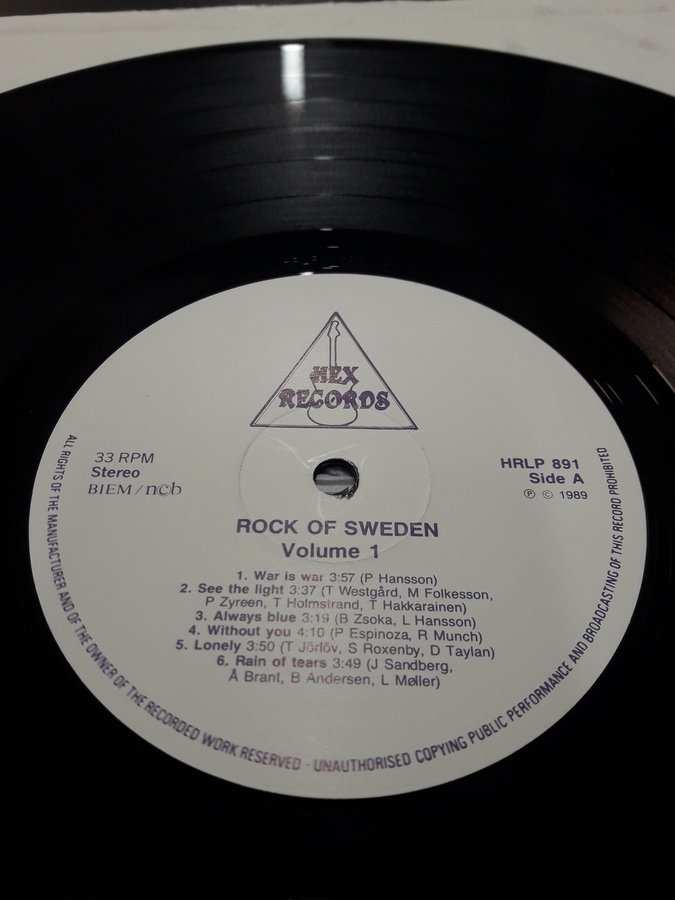 HEX
RECORDS
33 RPM
Stereo
BIEM/ncb
HRLP 891
Side A
℗ © 1989
ROCK OF SWEDEN
Volume 1
1. War is war 3:57 (P Hansson)
2. See the light 3:37 (T Westgård, M Folkesson,
P Zyreen, T Holmstrand, T Hakkarainen)
3. Always blue 3:19 (B Zsoka, L Hansson)
4. Without you 4:10 (P Espinoza, R Munch)
5. Lonely 3:50 (T Jörlöv, S Roxenby, D Taylan)
6. Rain of tears 3:49 (J Sandberg,
Å Brant, B Andersen, L Møller)
ALL RIGHTS OF THE MANUFACTURER AND OF THE OWNER OF THE RECORDED WORK RESERVED · UNAUTHORISED COPYING PUBLIC PERFORMANCE AND BROADCASTING OF THIS RECORD PROHIBITED